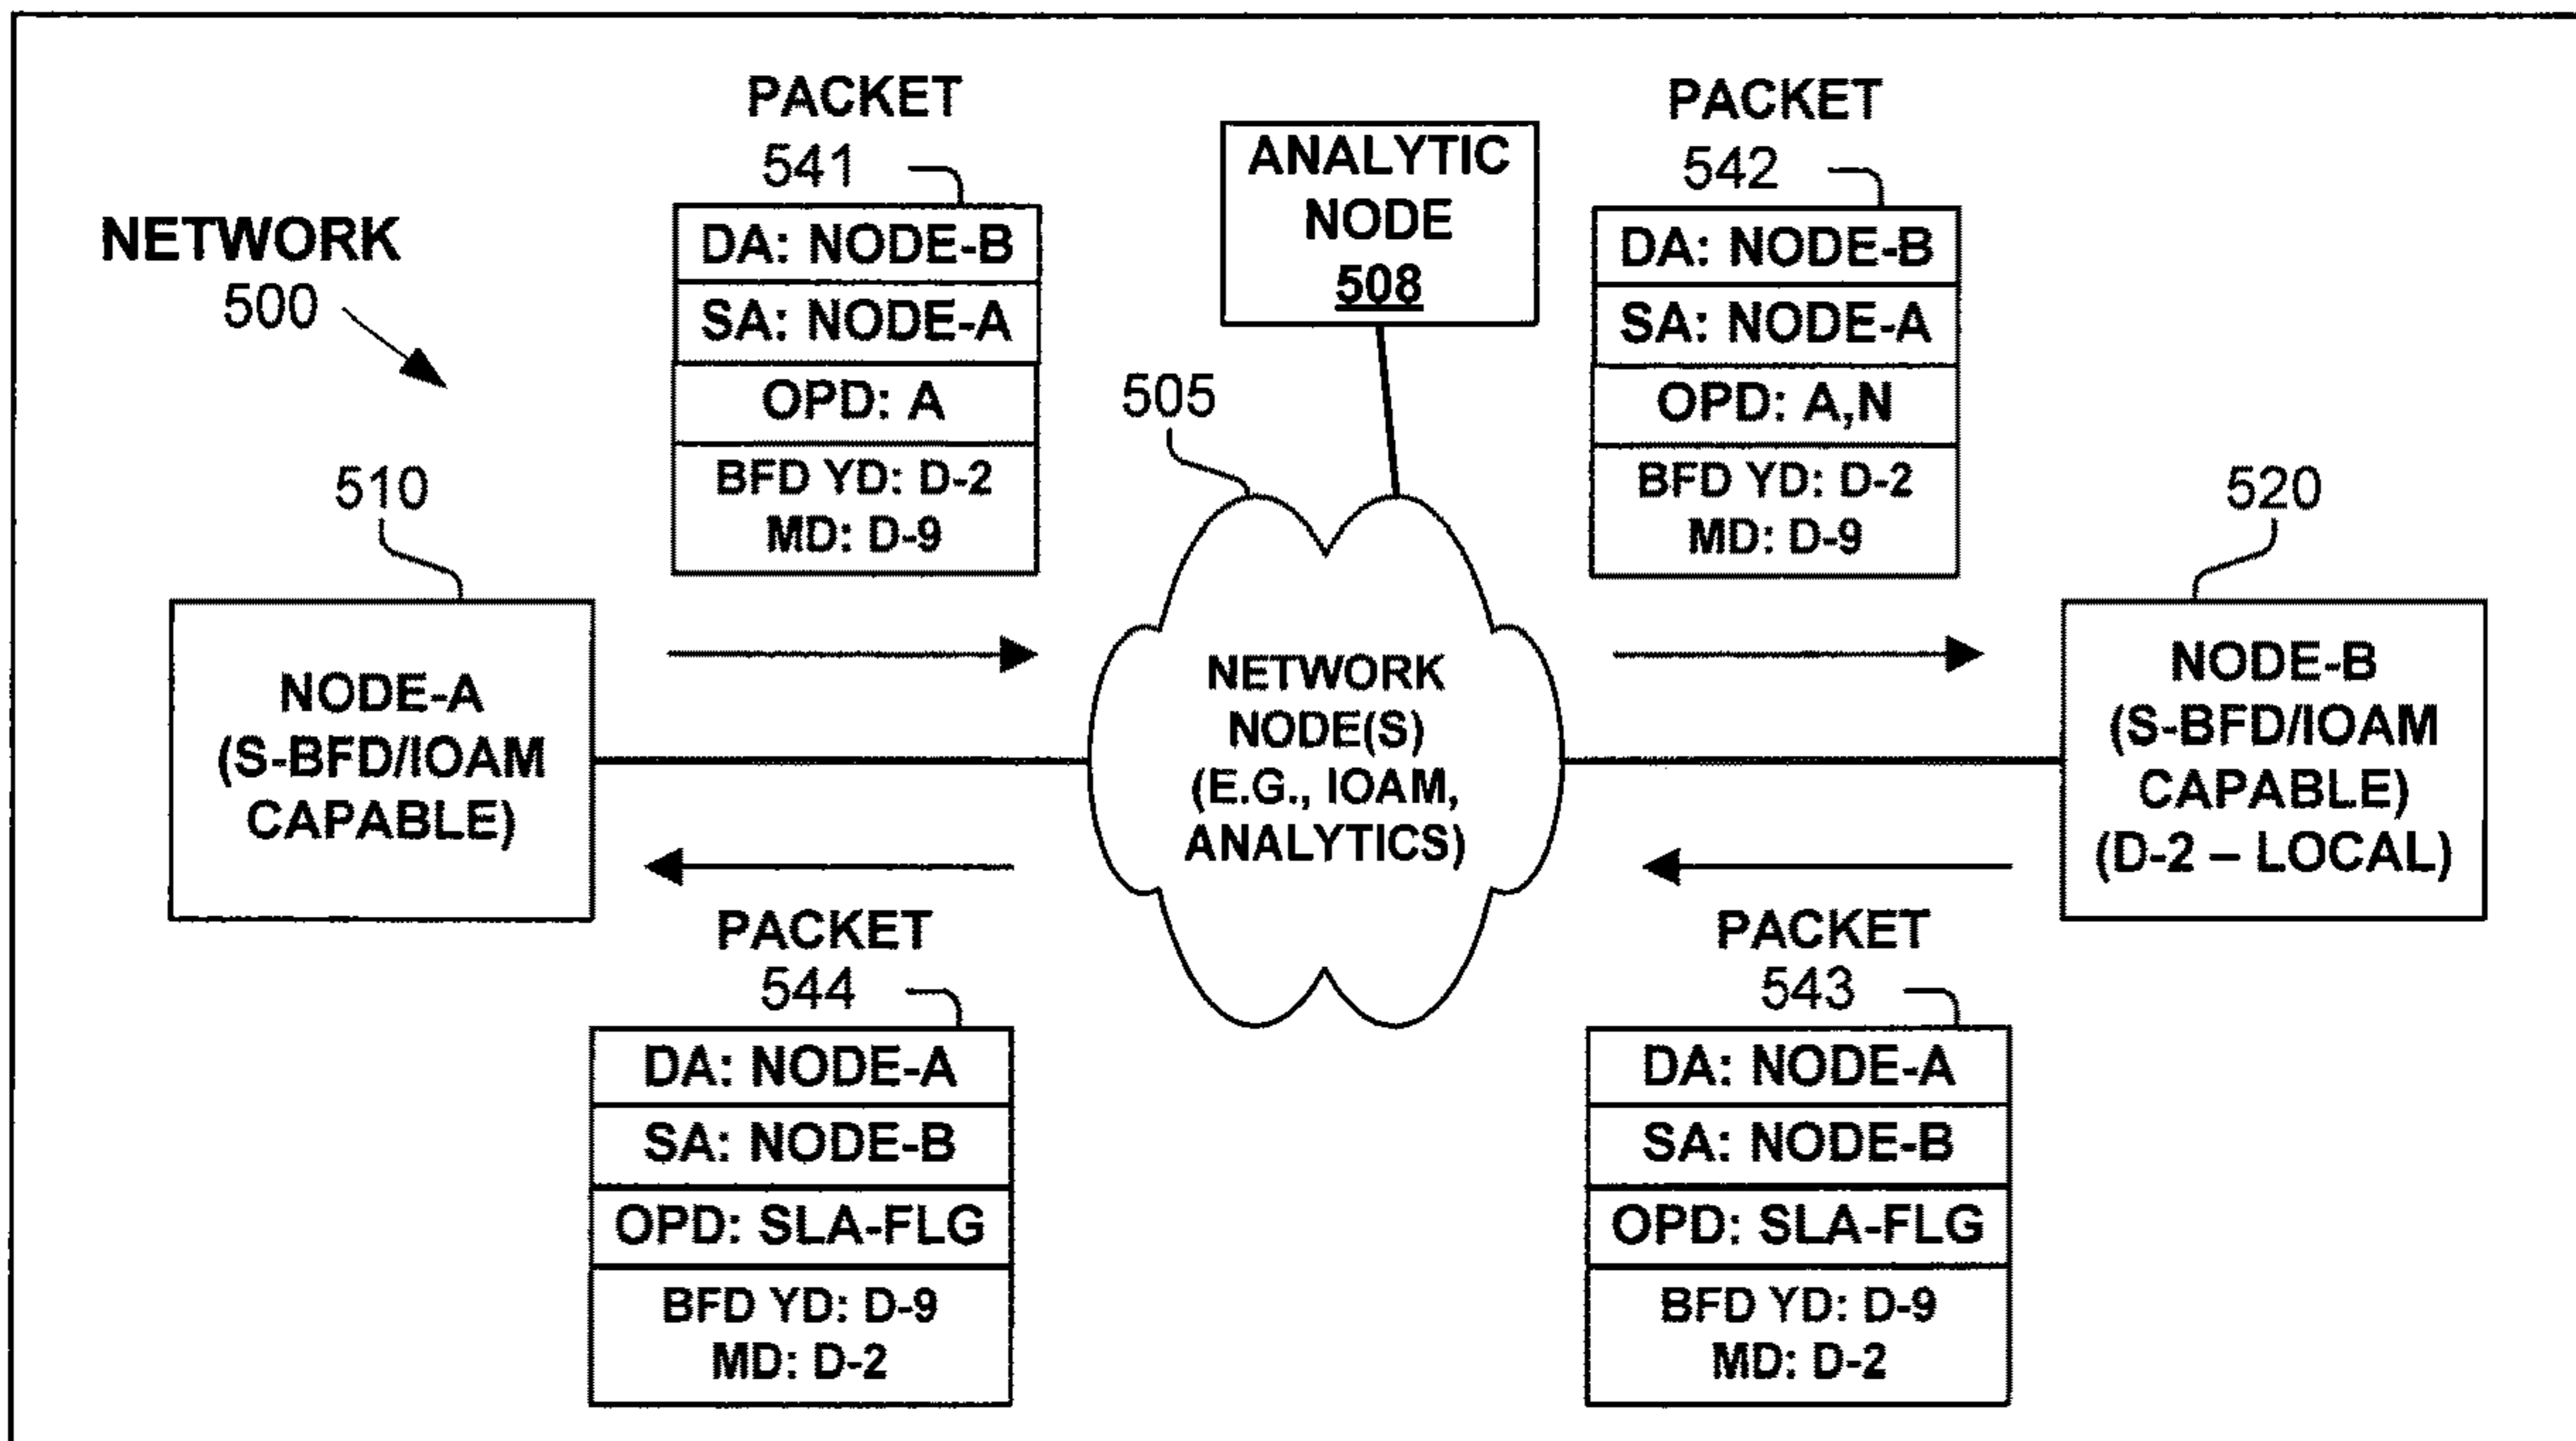 NETWORK
500
PACKET
541
DA: NODE-B
SA: NODE-A
OPD: A
BFD YD: D-2
MD: D-9
ANALYTIC
NODE
508
PACKET
542
DA: NODE-B
SA: NODE-A
OPD: A,N
BFD YD: D-2
MD: D-9
510
NODE-A
(S-BFD/IOAM
CAPABLE)
505
NETWORK
NODE(S)
(E.G., IOAM,
ANALYTICS)
520
NODE-B
(S-BFD/IOAM
CAPABLE)
(D-2 – LOCAL)
PACKET
544
DA: NODE-A
SA: NODE-B
OPD: SLA-FLG
BFD YD: D-9
MD: D-2
PACKET
543
DA: NODE-A
SA: NODE-B
OPD: SLA-FLG
BFD YD: D-9
MD: D-2